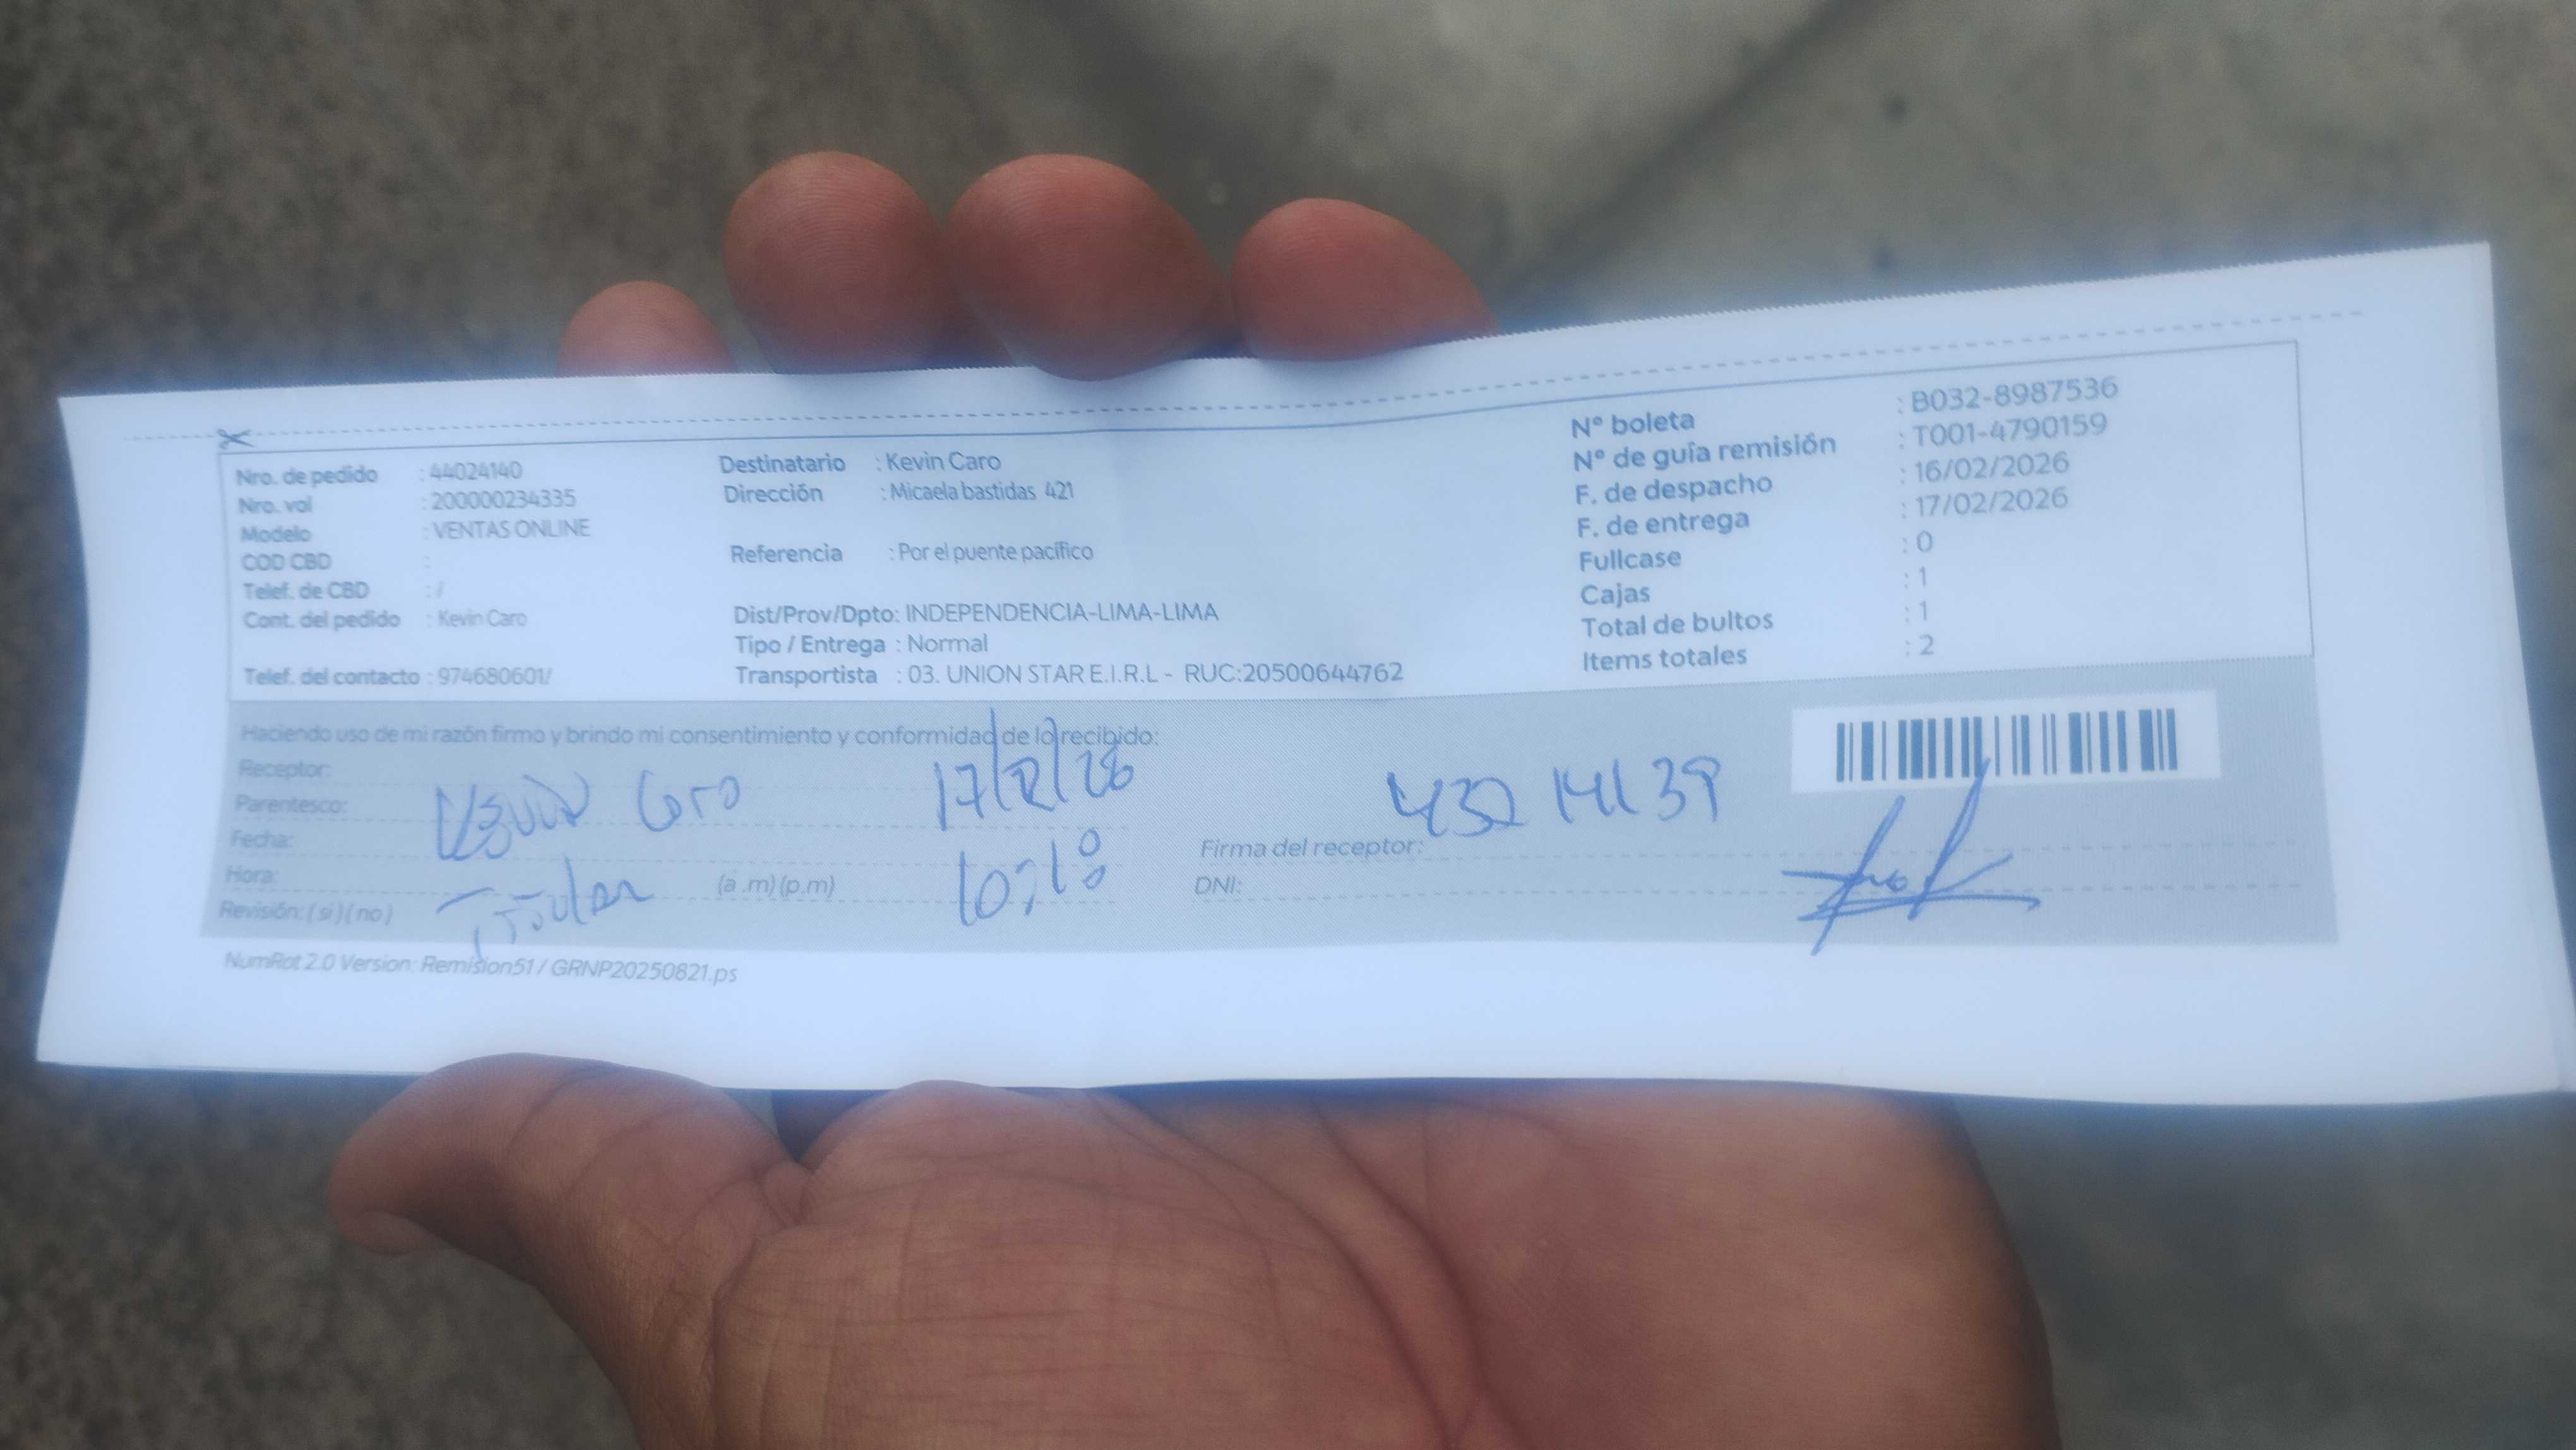 Nro. de pedido : 44024140
Nro. vol : 200000234335
Modelo : VENTAS ONLINE
COD CBD :
Telef. de CBD : /
Cont. del pedido : Kevin Caro
Telef. del contacto : 974680601/
Destinatario : Kevin Caro
Dirección : Micaela bastidas 421
Referencia : Por el puente pacífico
Dist/Prov/Dpto: INDEPENDENCIA-LIMA-LIMA
Tipo / Entrega : Normal
Transportista : 03. UNION STAR E.I.R.L - RUC:20500644762
Nº boleta : B032-8987536
Nº de guía remisión : T001-4790159
F. de despacho : 16/02/2026
F. de entrega : 17/02/2026
Fullcase : 0
Cajas : 1
Total de bultos : 1
Items totales : 2
Haciendo uso de mi razón firmo y brindo mi consentimiento y conformidad de lo recibido:
Receptor:
Parentesco: Kevin Caro
Fecha:
Hora: (a .m) (p.m)
Revisión: ( si ) ( no ) Titular
Firma del receptor: 43214139
DNI:
NumRot 2.0 Version: Remision51 / GRNP20250821.ps